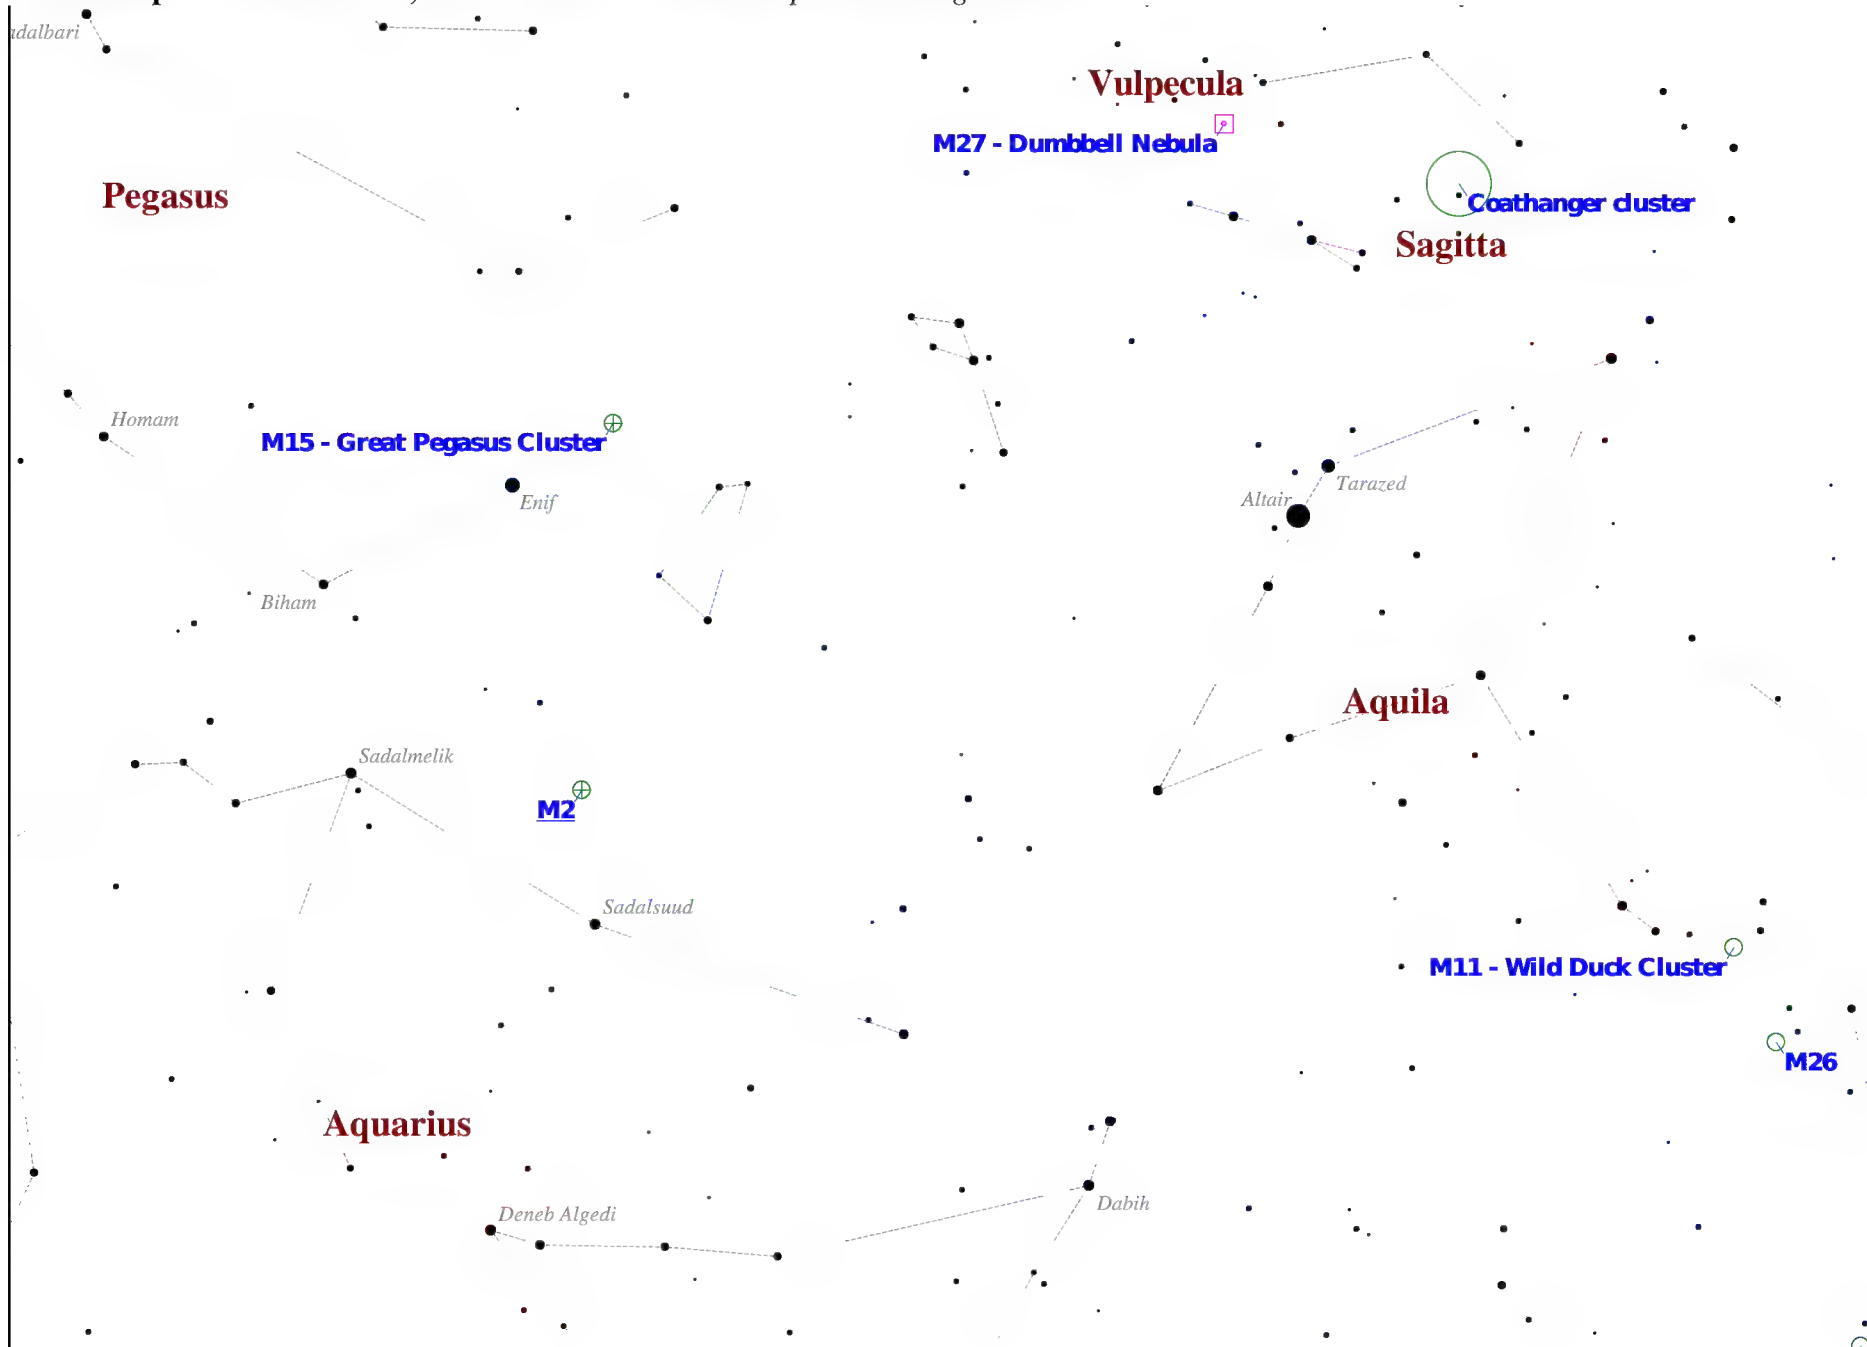 Vulpecula
M27 - Dumbbell Nebula
Pegasus
Coathanger cluster
Sagitta
Homam
M15 - Great Pegasus Cluster
Enif
Tarazed
Altair
Biham
Aquila
Sadalmelik
M2
Sadalsuud
M11 - Wild Duck Cluster
M26
Aquarius
Dabih
Deneb Algedi